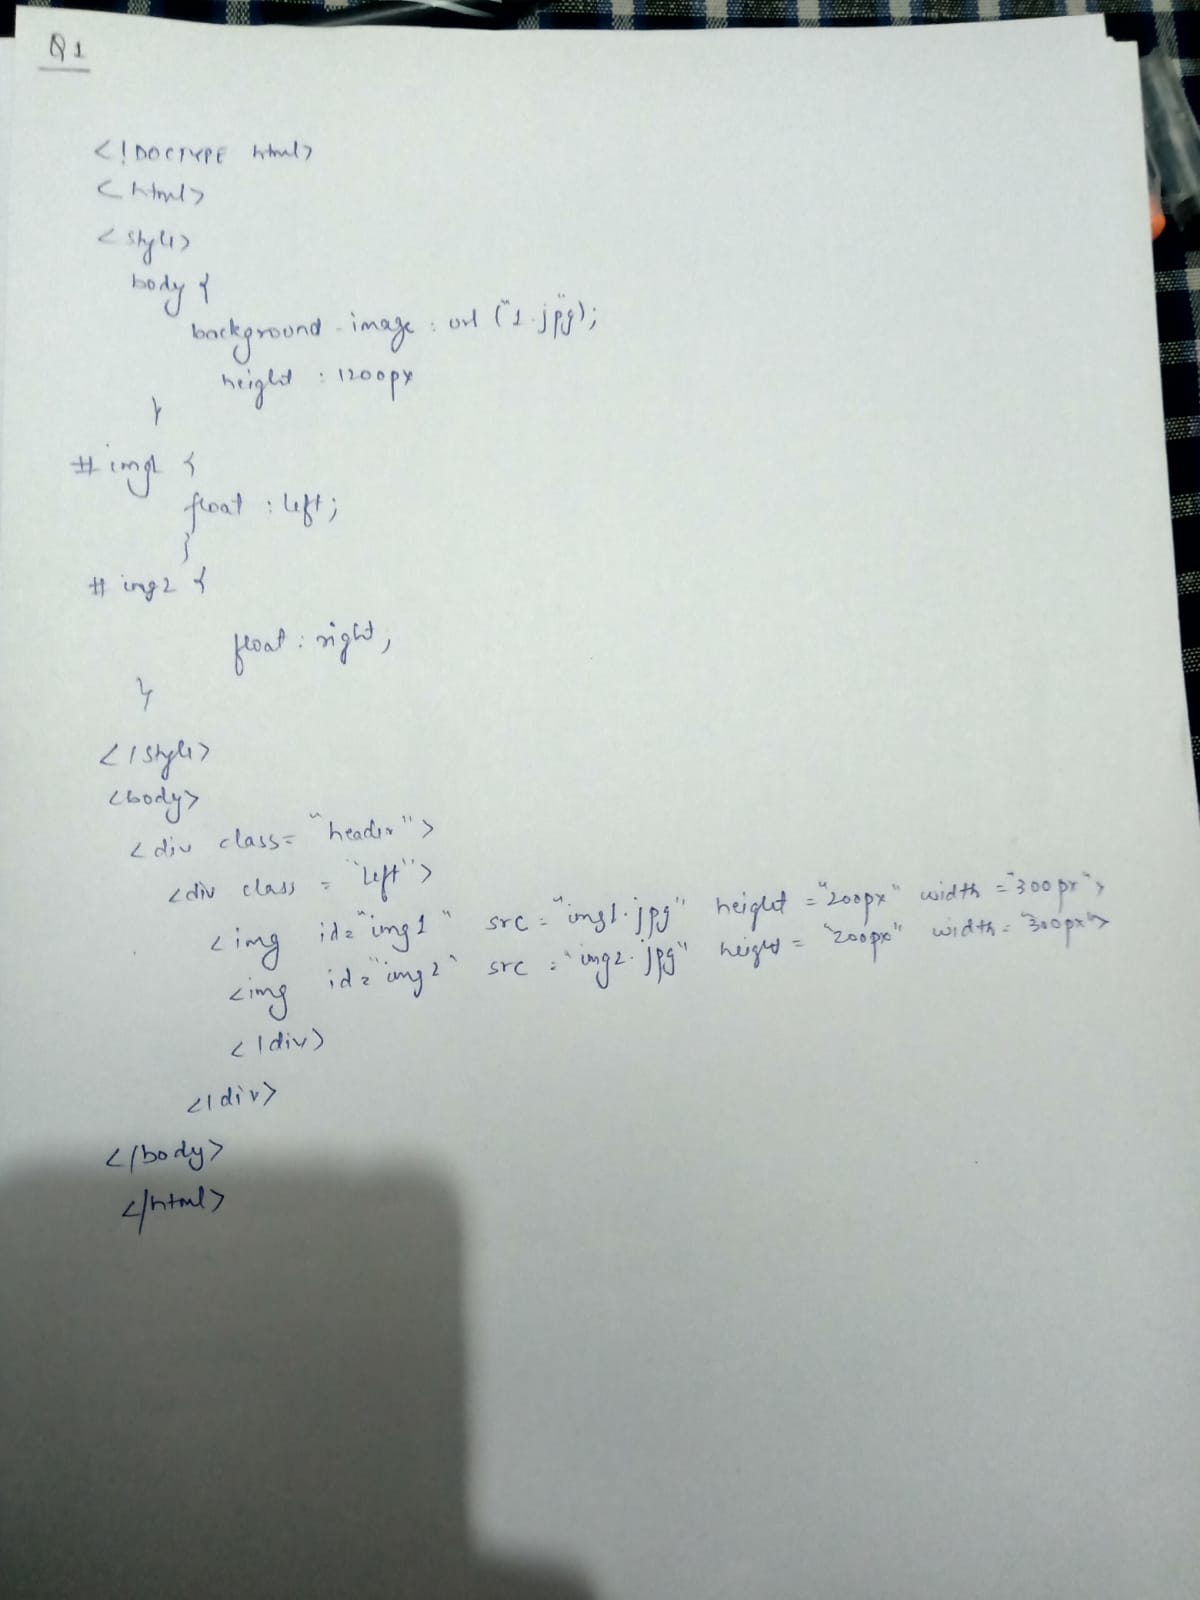 Q1
<!DOCTYPE html>
<html>
<style>
body {
background-image : url ("1.jpg");
height : 1200px
}
#img1 {
float : left;
}
#img2 {
float : right;
}
</style>
<body>
<div class="header">
<div class = "left">
<img id="img1" src="img1.jpg" height="200px" width="300px">
<img id="img2" src="img2.jpg" height="200px" width="300px">
</div>
</div>
</body>
</html>